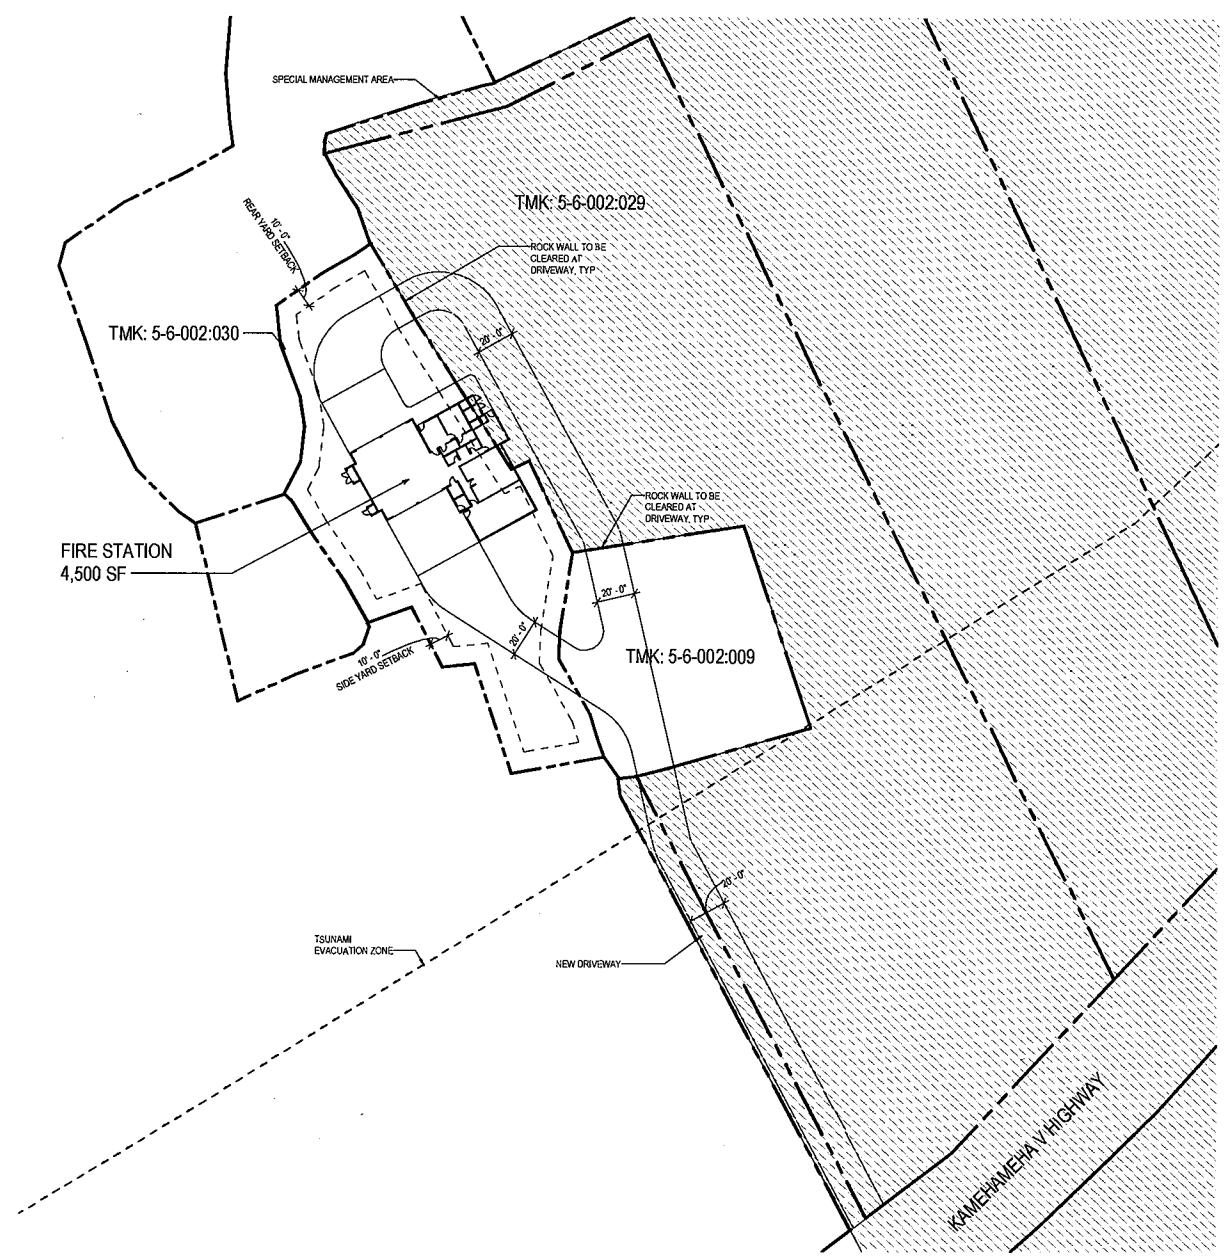 SPECIAL MANAGEMENT AREA
TMK: 5-6-002:029
10' - 0"
REAR YARD SETBACK
ROCK WALL TO BE
CLEARED AT
DRIVEWAY, TYP
TMK: 5-6-002:030
20' - 0"
ROCK WALL TO BE
CLEARED AT
DRIVEWAY, TYP
FIRE STATION
4,500 SF
20' - 0"
20' - 0"
10' - 0"
SIDE YARD SETBACK
TMK: 5-6-002:009
20' - 0"
TSUNAMI
EVACUATION ZONE
NEW DRIVEWAY
KAMEHAMEHA V HIGHWAY